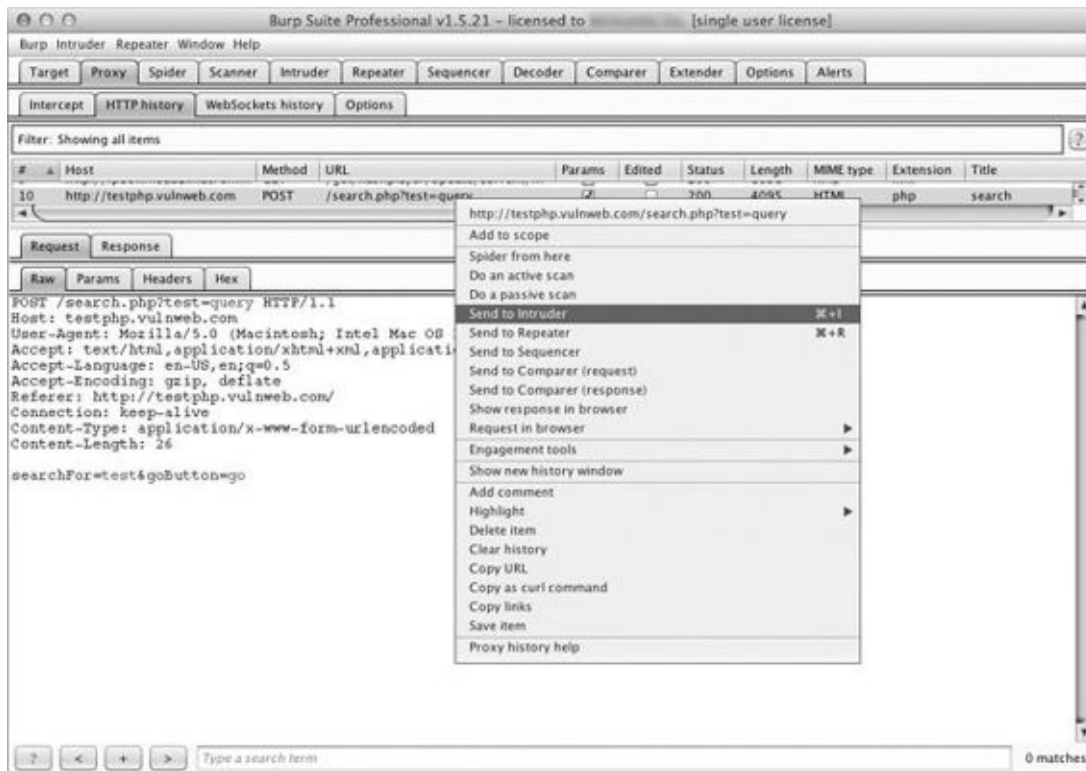 Burp Suite Professional v1.5.21 – licensed to [single user license]
Burp Intruder Repeater Window Help
Target Proxy Spider Scanner Intruder Repeater Sequencer Decoder Comparer Extender Options Alerts
Intercept HTTP history WebSockets history Options
Filter: Showing all items ?
# Host Method URL Params Edited Status Length MIME type Extension Title
10 http://testphp.vulnweb.com POST /search.php?test=query 200 4095 HTML php search
http://testphp.vulnweb.com/search.php?test=query
Add to scope
Spider from here
Do an active scan
Do a passive scan
Send to Intruder ⌘+I
Send to Repeater ⌘+R
Send to Sequencer
Send to Comparer (request)
Send to Comparer (response)
Show response in browser
Request in browser
Engagement tools
Show new history window
Add comment
Highlight
Delete item
Clear history
Copy URL
Copy as curl command
Copy links
Save item
Proxy history help
Request Response
Raw Params Headers Hex
POST /search.php?test=query HTTP/1.1
Host: testphp.vulnweb.com
User-Agent: Mozilla/5.0 (Macintosh; Intel Mac OS
Accept: text/html,application/xhtml+xml,applicati
Accept-Language: en-US,en;q=0.5
Accept-Encoding: gzip, deflate
Referer: http://testphp.vulnweb.com/
Connection: keep-alive
Content-Type: application/x-www-form-urlencoded
Content-Length: 26
searchFor=test&goButton=go
? < + > Type a search term 0 matches